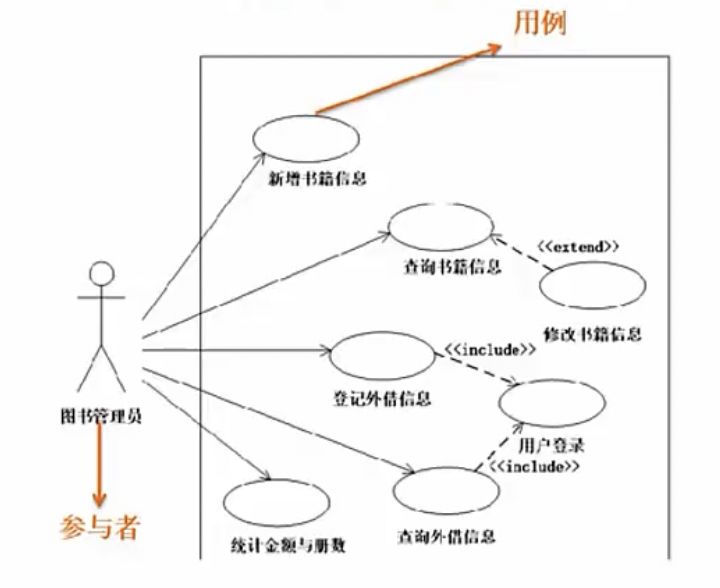 用例
新增书籍信息
查询书籍信息
<<extend>>
修改书籍信息
<<include>>
登记外借信息
图书管理员
用户登录
<<include>>
参与者
统计金额与册数
查询外借信息